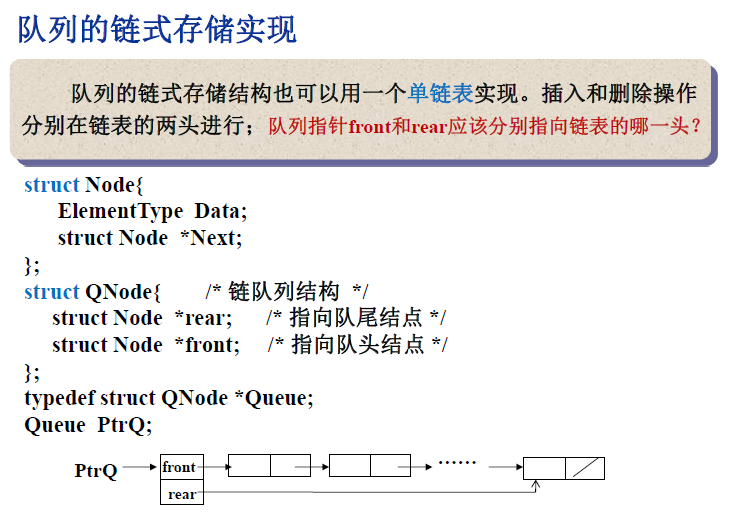 队列的链式存储实现
队列的链式存储结构也可以用一个单链表实现。插入和删除操作
分别在链表的两头进行；队列指针front和rear应该分别指向链表的哪一头？
struct Node{
ElementType Data;
struct Node *Next;
};
struct QNode{ /* 链队列结构 */
struct Node *rear; /* 指向队尾结点 */
struct Node *front; /* 指向队头结点 */
};
typedef struct QNode *Queue;
Queue PtrQ;
PtrQ front ······
rear